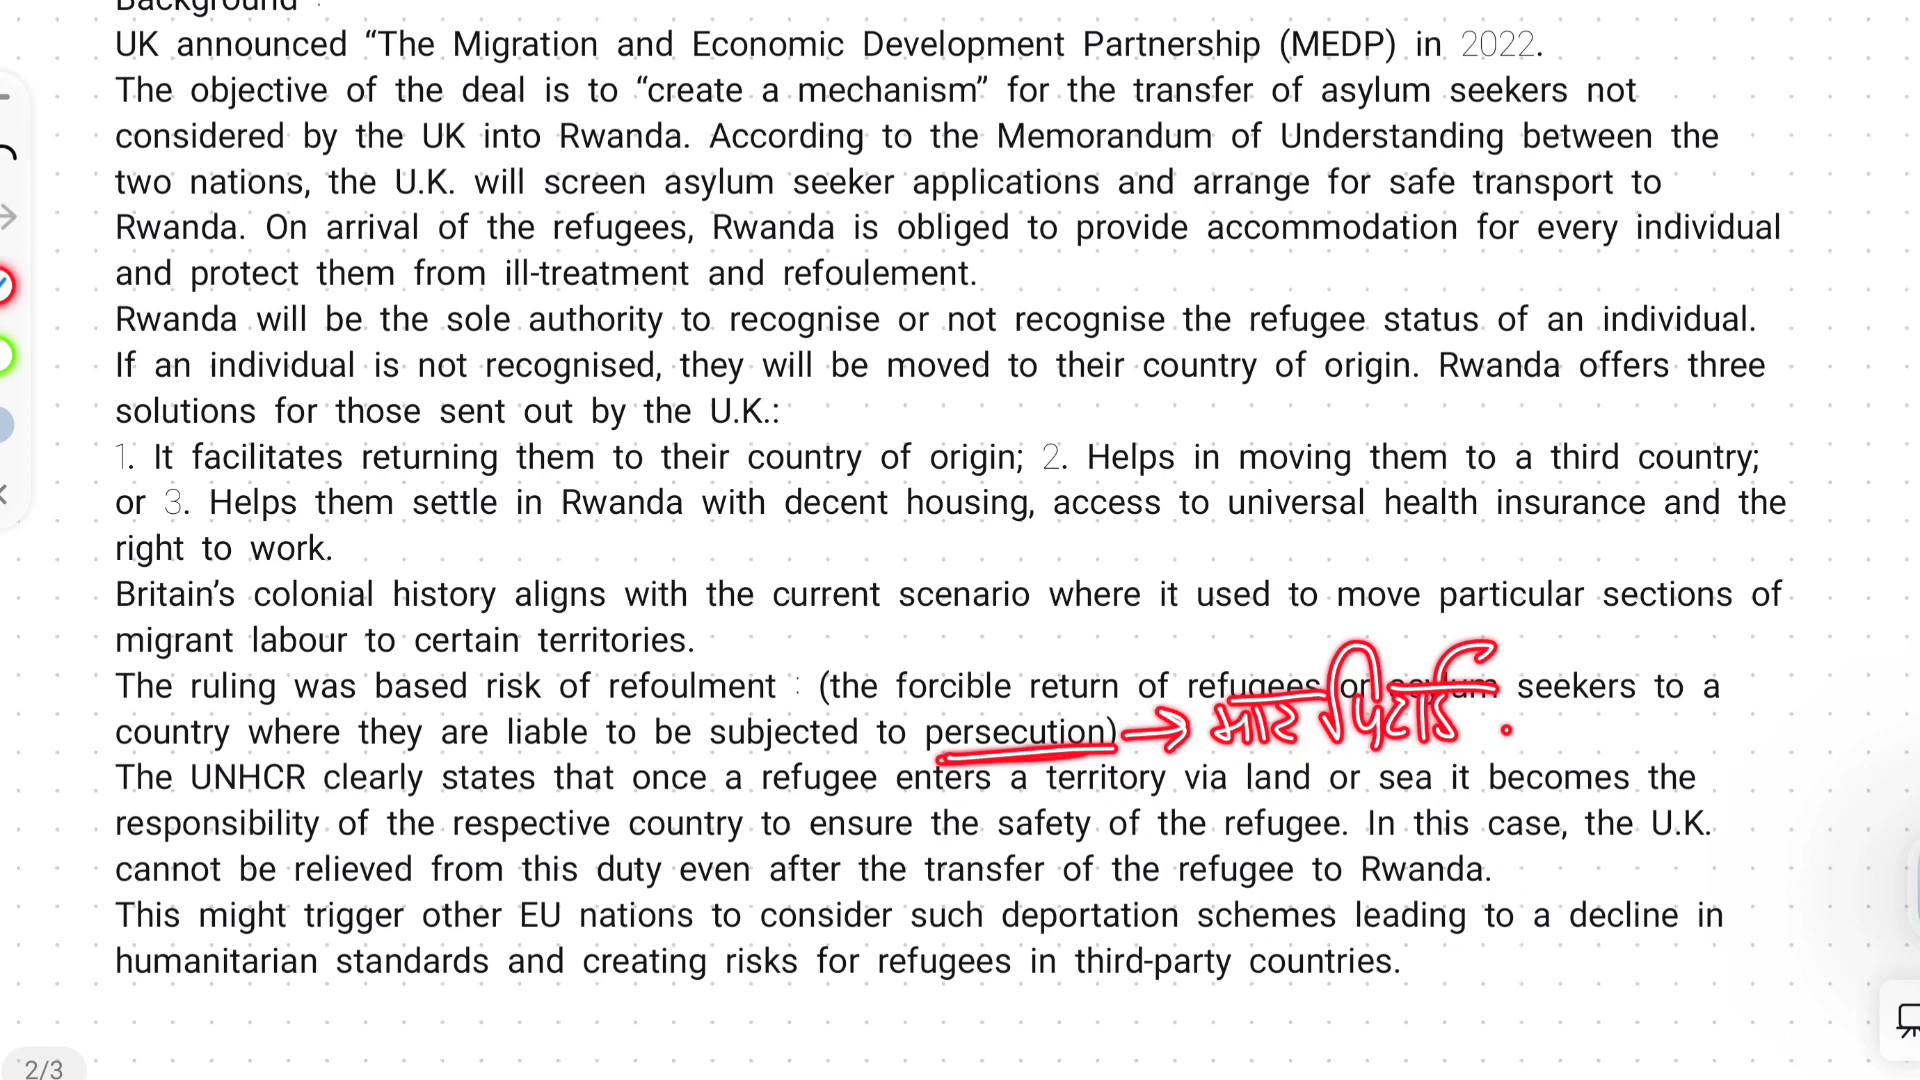 Background :
UK announced “The Migration and Economic Development Partnership (MEDP) in 2022.
The objective of the deal is to “create a mechanism” for the transfer of asylum seekers not
considered by the UK into Rwanda. According to the Memorandum of Understanding between the
two nations, the U.K. will screen asylum seeker applications and arrange for safe transport to
Rwanda. On arrival of the refugees, Rwanda is obliged to provide accommodation for every individual
and protect them from ill-treatment and refoulement.
Rwanda will be the sole authority to recognise or not recognise the refugee status of an individual.
If an individual is not recognised, they will be moved to their country of origin. Rwanda offers three
solutions for those sent out by the U.K.:
1. It facilitates returning them to their country of origin; 2. Helps in moving them to a third country;
or 3. Helps them settle in Rwanda with decent housing, access to universal health insurance and the
right to work.
Britain’s colonial history aligns with the current scenario where it used to move particular sections of
migrant labour to certain territories.
The ruling was based risk of refoulment : (the forcible return of refugees or asylum seekers to a
country where they are liable to be subjected to persecution) → मार पिटाई .
The UNHCR clearly states that once a refugee enters a territory via land or sea it becomes the
responsibility of the respective country to ensure the safety of the refugee. In this case, the U.K.
cannot be relieved from this duty even after the transfer of the refugee to Rwanda.
This might trigger other EU nations to consider such deportation schemes leading to a decline in
humanitarian standards and creating risks for refugees in third-party countries.
2/3